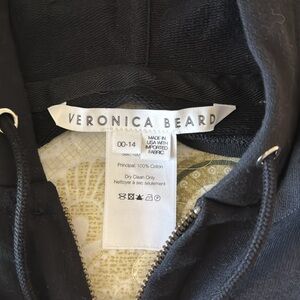 VERONICA BEARD
00-14
MADE IN
USA WITH
IMPORTED
FABRIC
Principal: 100% Cotton
Dry Clean Only
Nettoyer à sec seulement